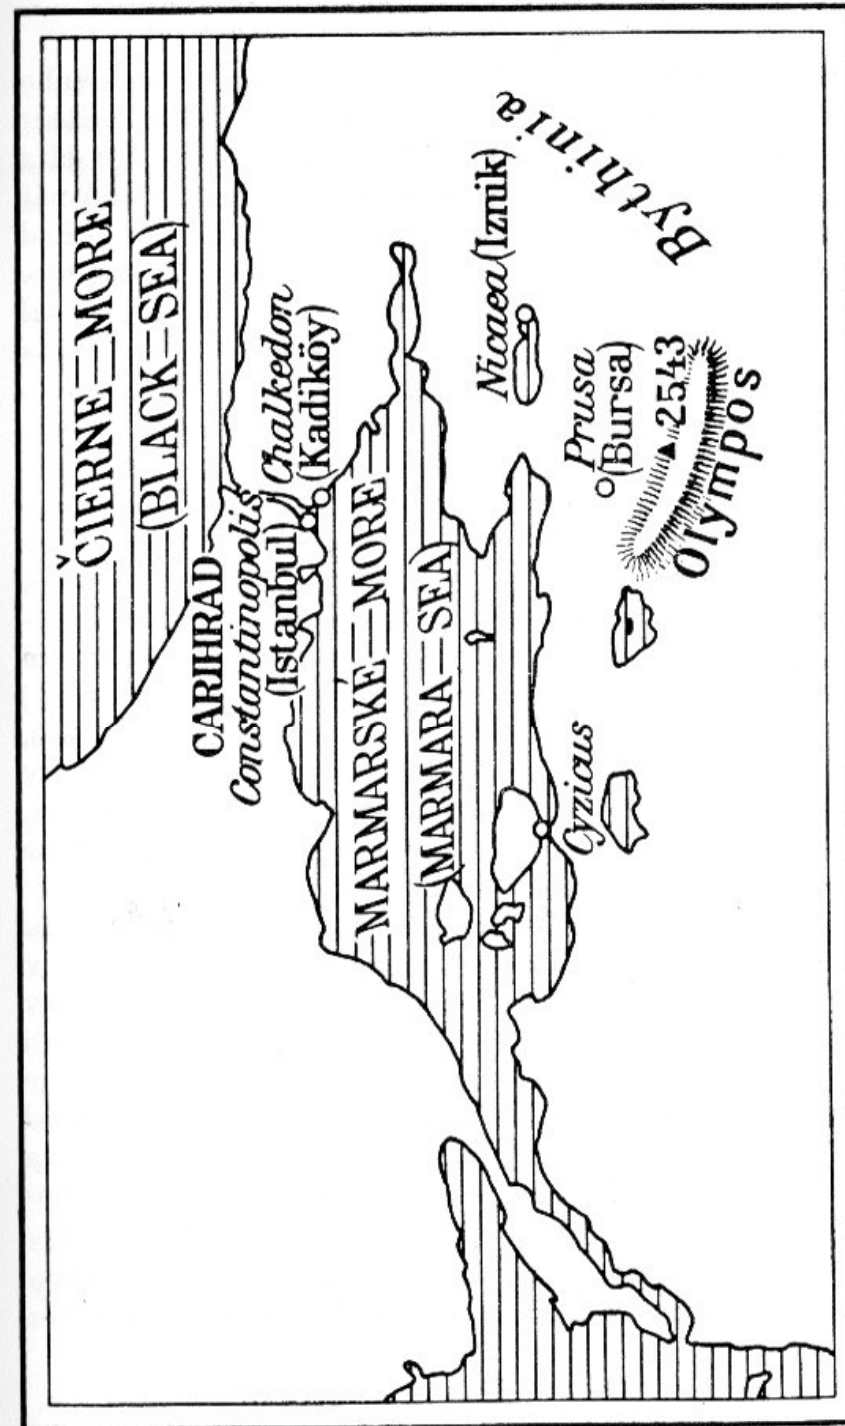 ČIERNE MORE
(BLACK SEA)
CARIHRAD
Constantinopolis
(Istanbul)
Chalkedon
(Kadiköy)
MARMARSKÉ MORE
(MARMARA SEA)
Nicaea (Iznik)
Bythinia
Prusa
(Bursa)
2543
Olympos
Cyzicus